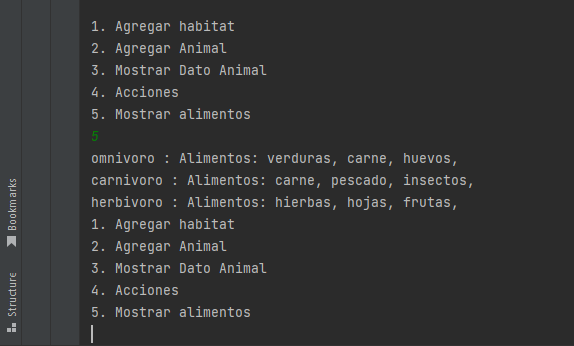 1. Agregar habitat
2. Agregar Animal
3. Mostrar Dato Animal
4. Acciones
5. Mostrar alimentos
5
omnivoro : Alimentos: verduras, carne, huevos,
carnivoro : Alimentos: carne, pescado, insectos,
herbivoro : Alimentos: hierbas, hojas, frutas,
1. Agregar habitat
2. Agregar Animal
3. Mostrar Dato Animal
4. Acciones
5. Mostrar alimentos
Bookmarks
Structure